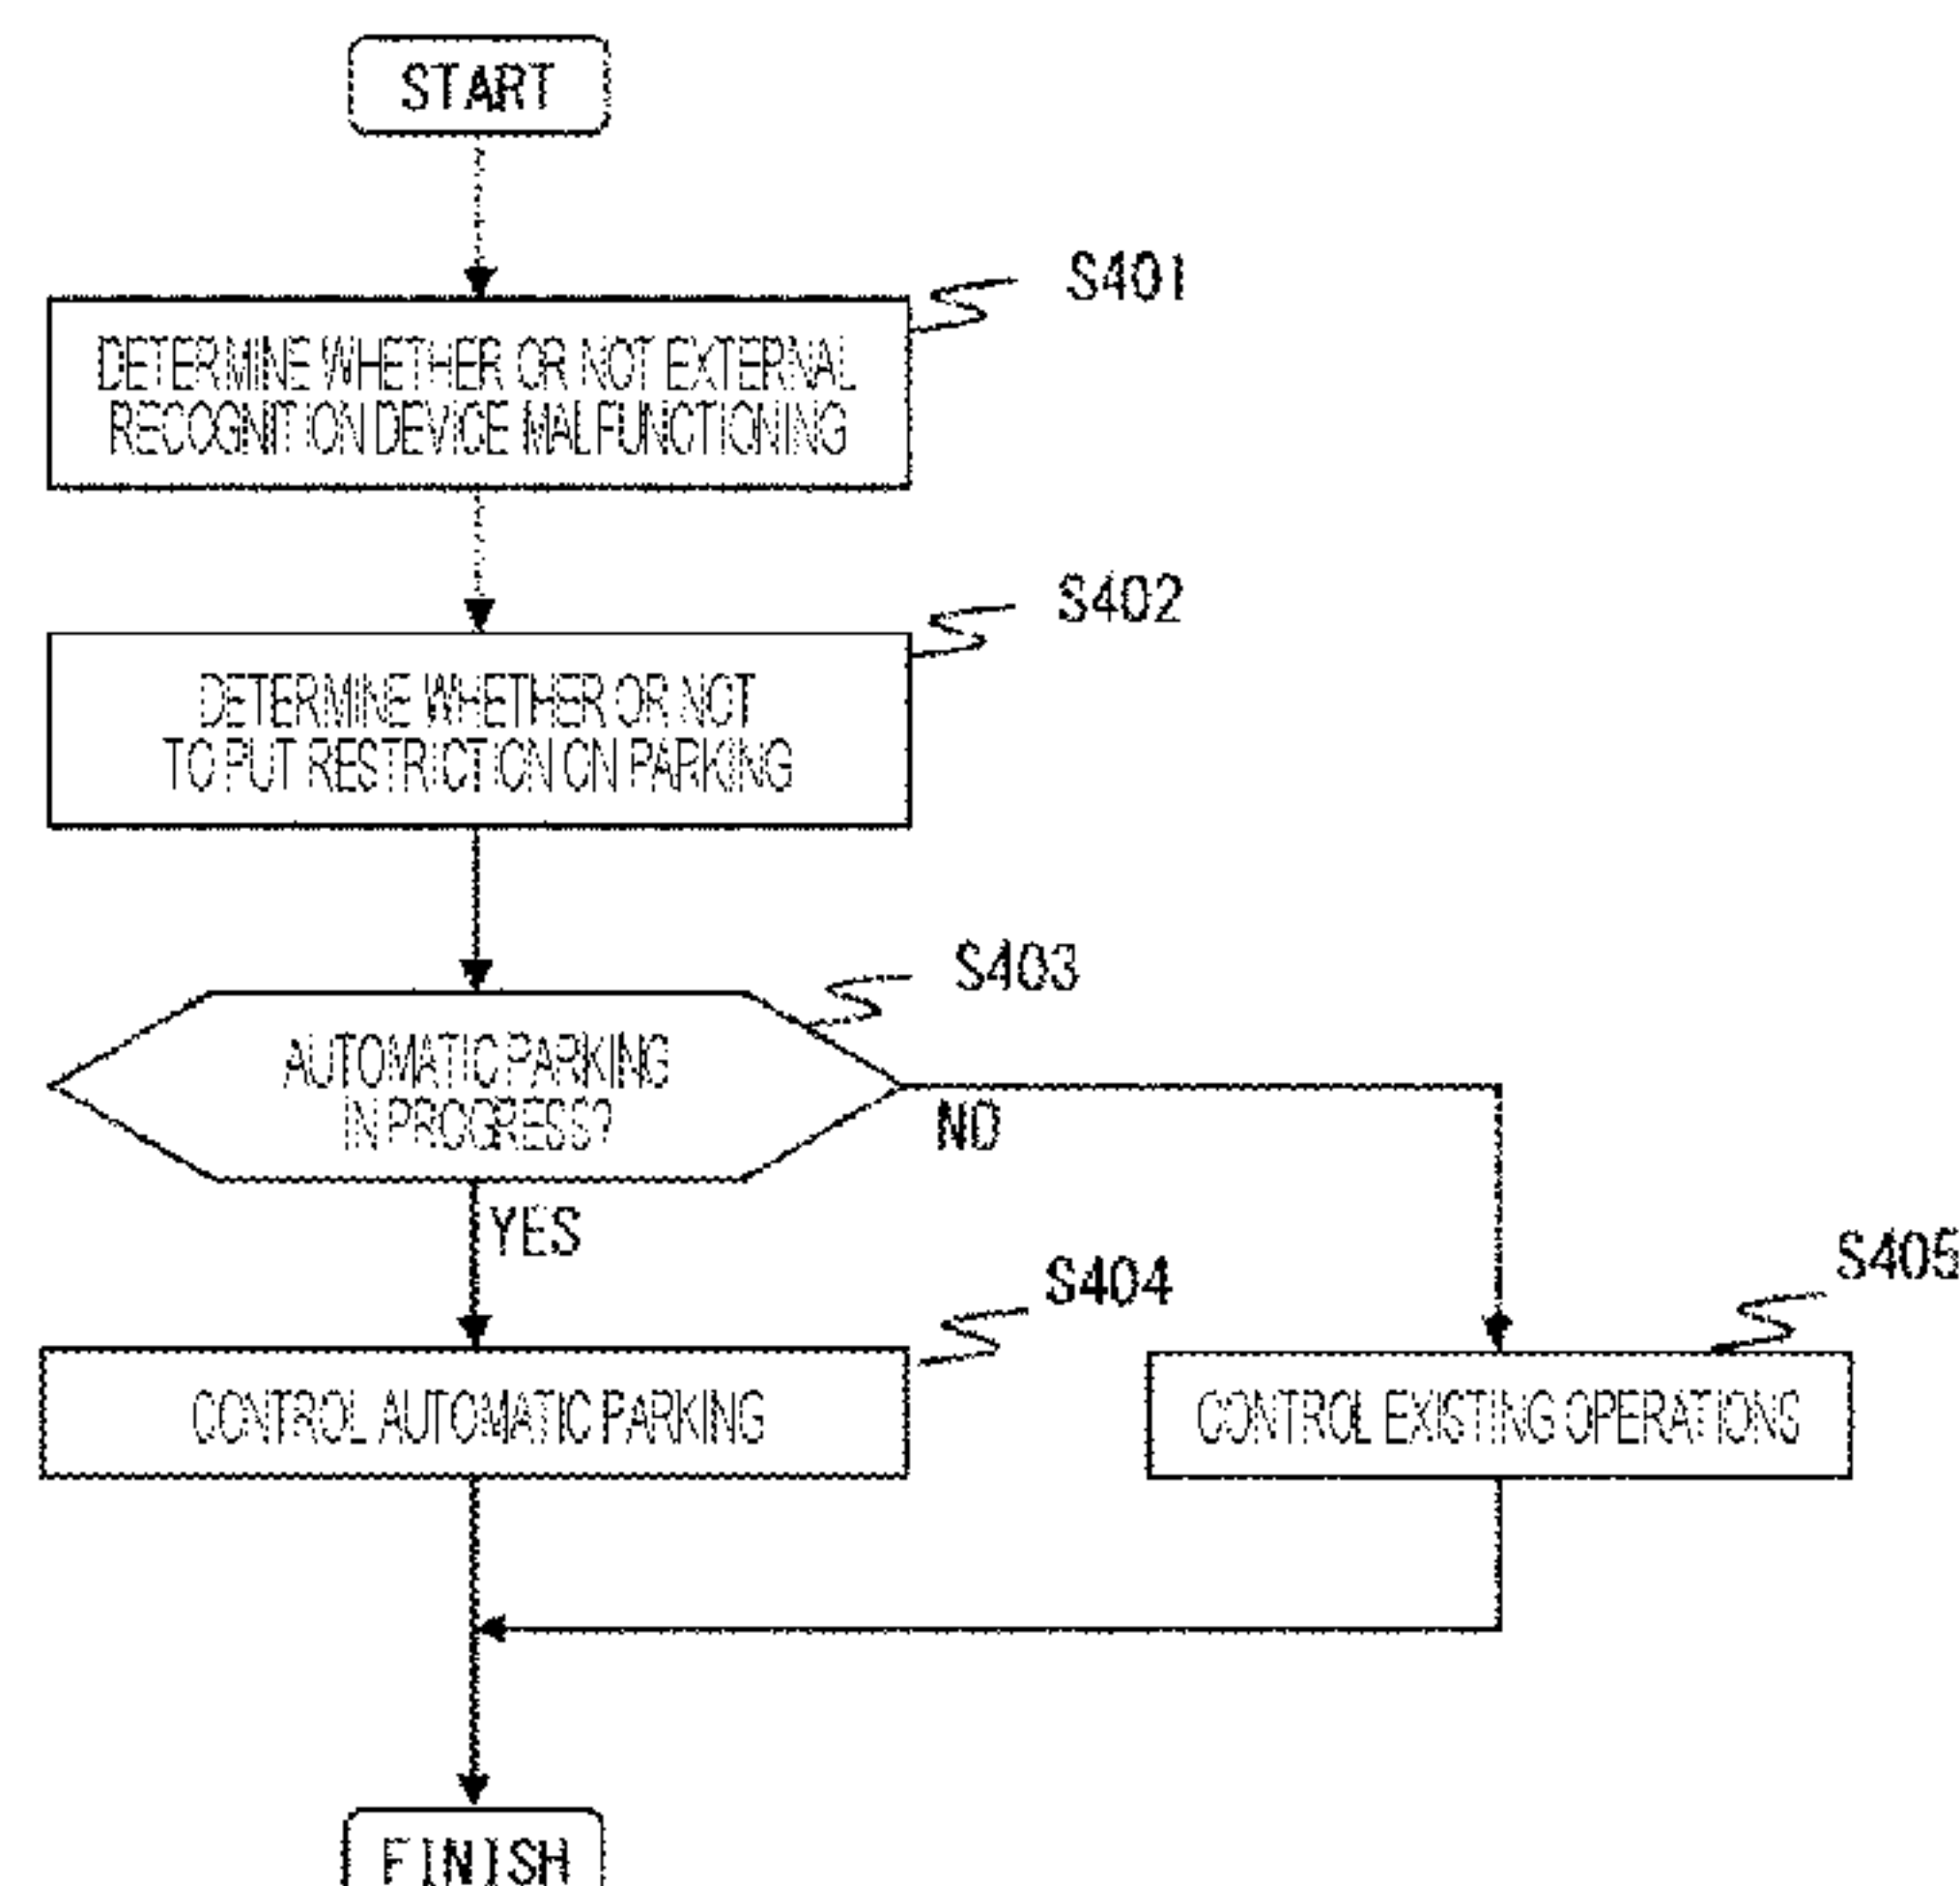 START
S401
DETERMINE WHETHER OR NOT EXTERNAL
RECOGNITION DEVICE MALFUNCTIONING
S402
DETERMINE WHETHER OR NOT
TO PUT RESTRICTION ON PARKING
S403
AUTOMATIC PARKING
IN PROGRESS?
NO
YES
S404
S405
CONTROL AUTOMATIC PARKING
CONTROL EXISTING OPERATIONS
FINISH